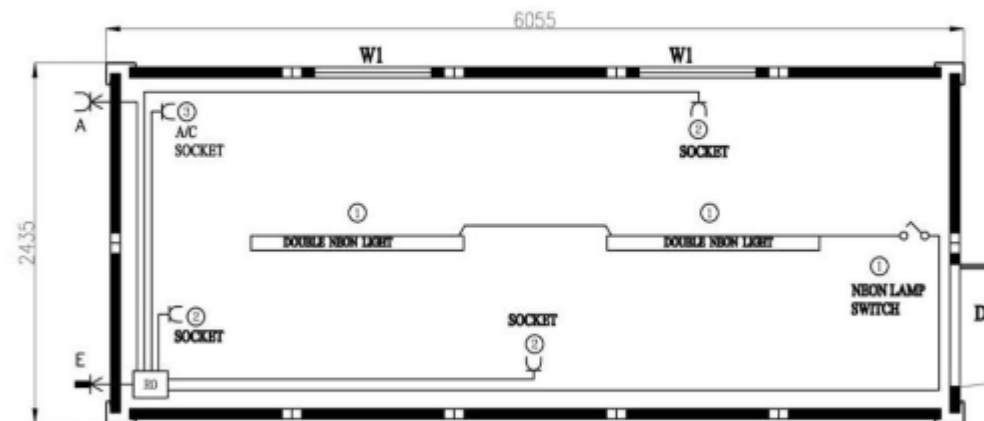 6055
W1
W1
A
3
A/C
SOCKET
2
SOCKET
2435
1
1
DOUBLE NEON LIGHT
DOUBLE NEON LIGHT
1
NEON LAMP
SWITCH
2
SOCKET
SOCKET
2
D
E